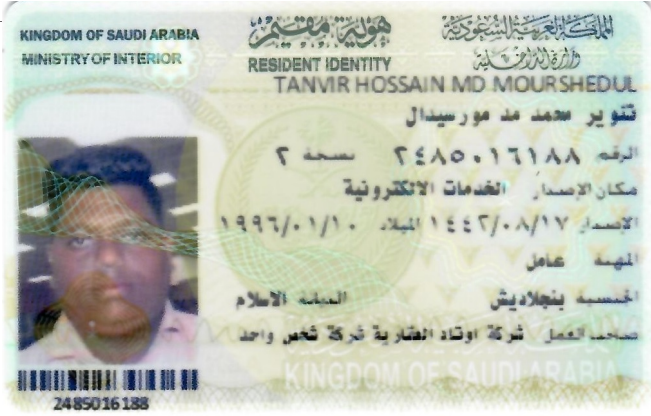 KINGDOM OF SAUDI ARABIA
MINISTRY OF INTERIOR
هوية مقيم
RESIDENT IDENTITY
المملكة العربية السعودية
وزارة الداخلية
TANVIR HOSSAIN MD MOURSHEDUL
تنوير محمد مد مورسيدال
الرقم ٢٤٨٥٠١٦١٨٨ نسخة ٢
مكان الإصدار الخدمات الالكترونية
الإصدار ١٤٤٢/٠٨/١٧ الميلاد ١٩٩٦/٠١/١٠
المهنة عامل
الجنسية بنجلاديش الديانة الاسلام
صاحب العمل شركة اوتاد العقارية شركة شخص واحد
KINGDOM OF SAUDI ARABIA
2485016188